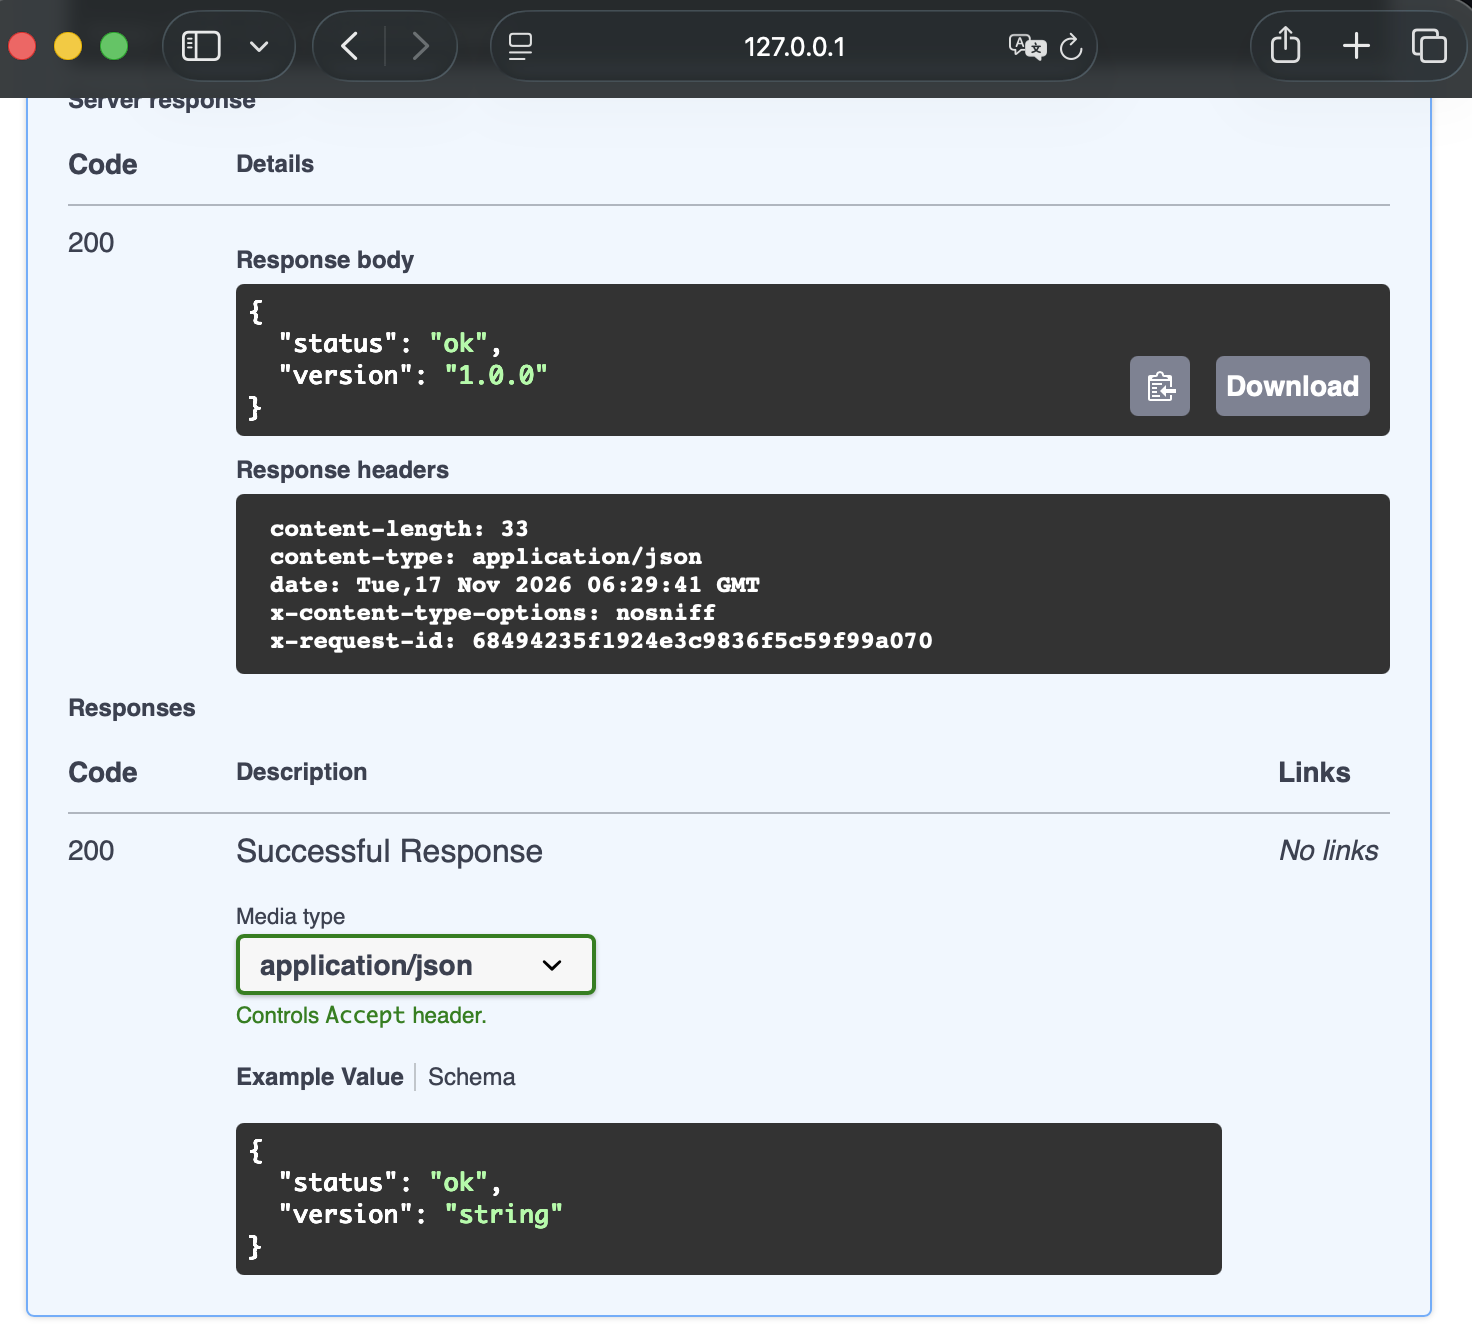 127.0.0.1
Server response
Code Details
200
Response body
{
"status": "ok",
"version": "1.0.0"
}
Download
Response headers
content-length: 33
content-type: application/json
date: Tue,17 Nov 2026 06:29:41 GMT
x-content-type-options: nosniff
x-request-id: 68494235f1924e3c9836f5c59f99a070
Responses
Code Description Links
200 Successful Response No links
Media type
application/json
Controls Accept header.
Example Value Schema
{
"status": "ok",
"version": "string"
}